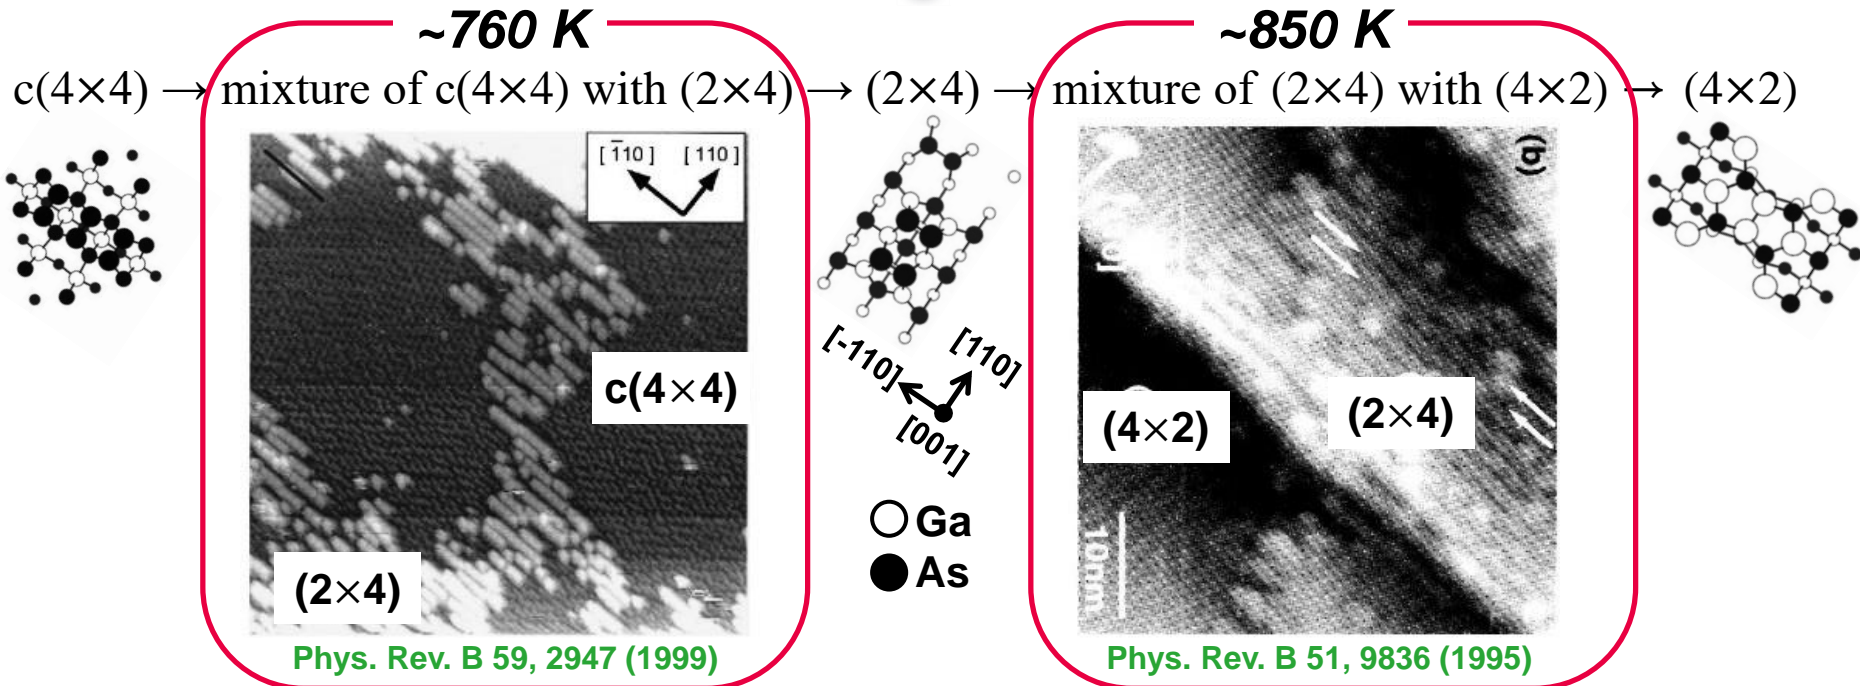 ~760 K
~850 K
c(4×4) → mixture of c(4×4) with (2×4) → (2×4) → mixture of (2×4) with (4×2) → (4×2)
[1̄10] [110]
(b)
c(4×4)
(2×4)
[-110]
[110]
[001]
Ga
As
(4×2)
(2×4)
10nm
Phys. Rev. B 59, 2947 (1999)
Phys. Rev. B 51, 9836 (1995)